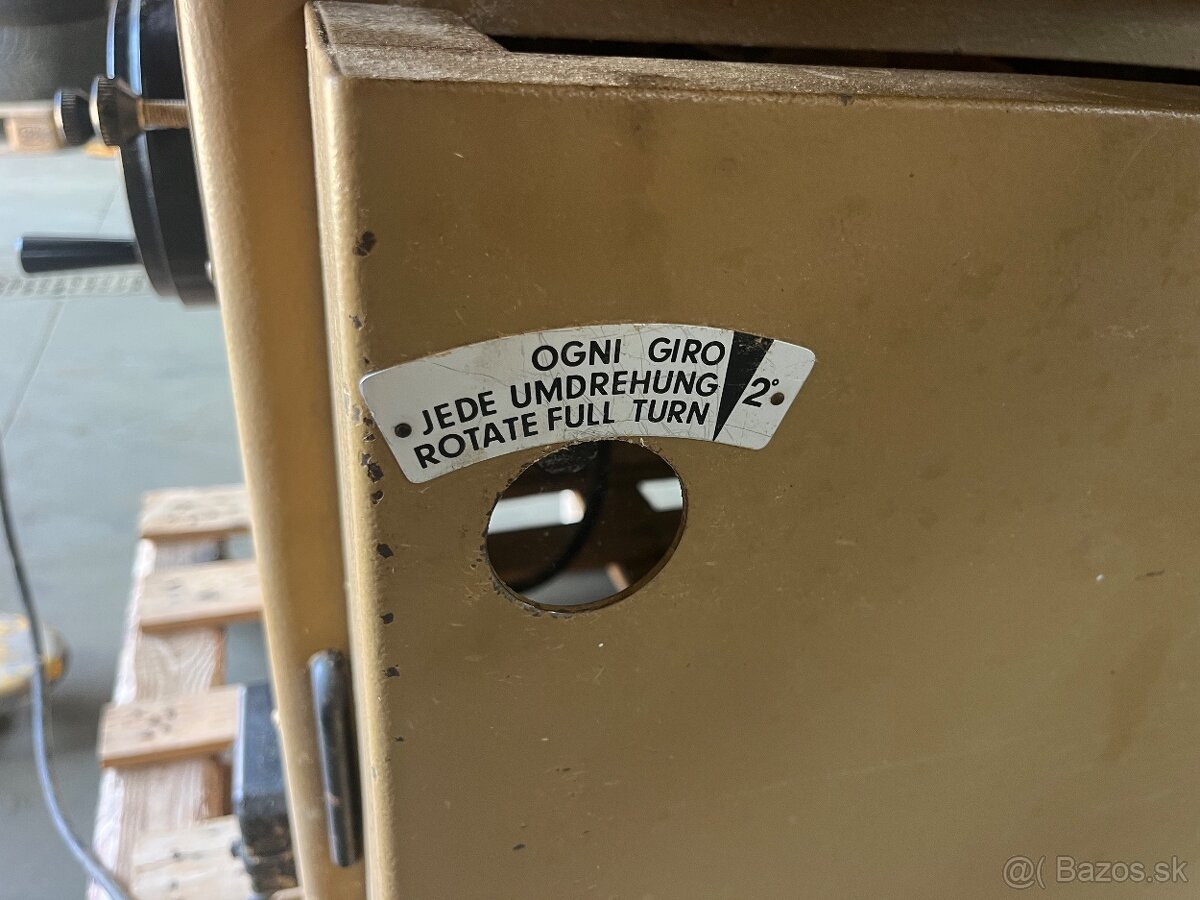 OGNI GIRO
JEDE UMDREHUNG
ROTATE FULL TURN
2°
@( Bazos.sk